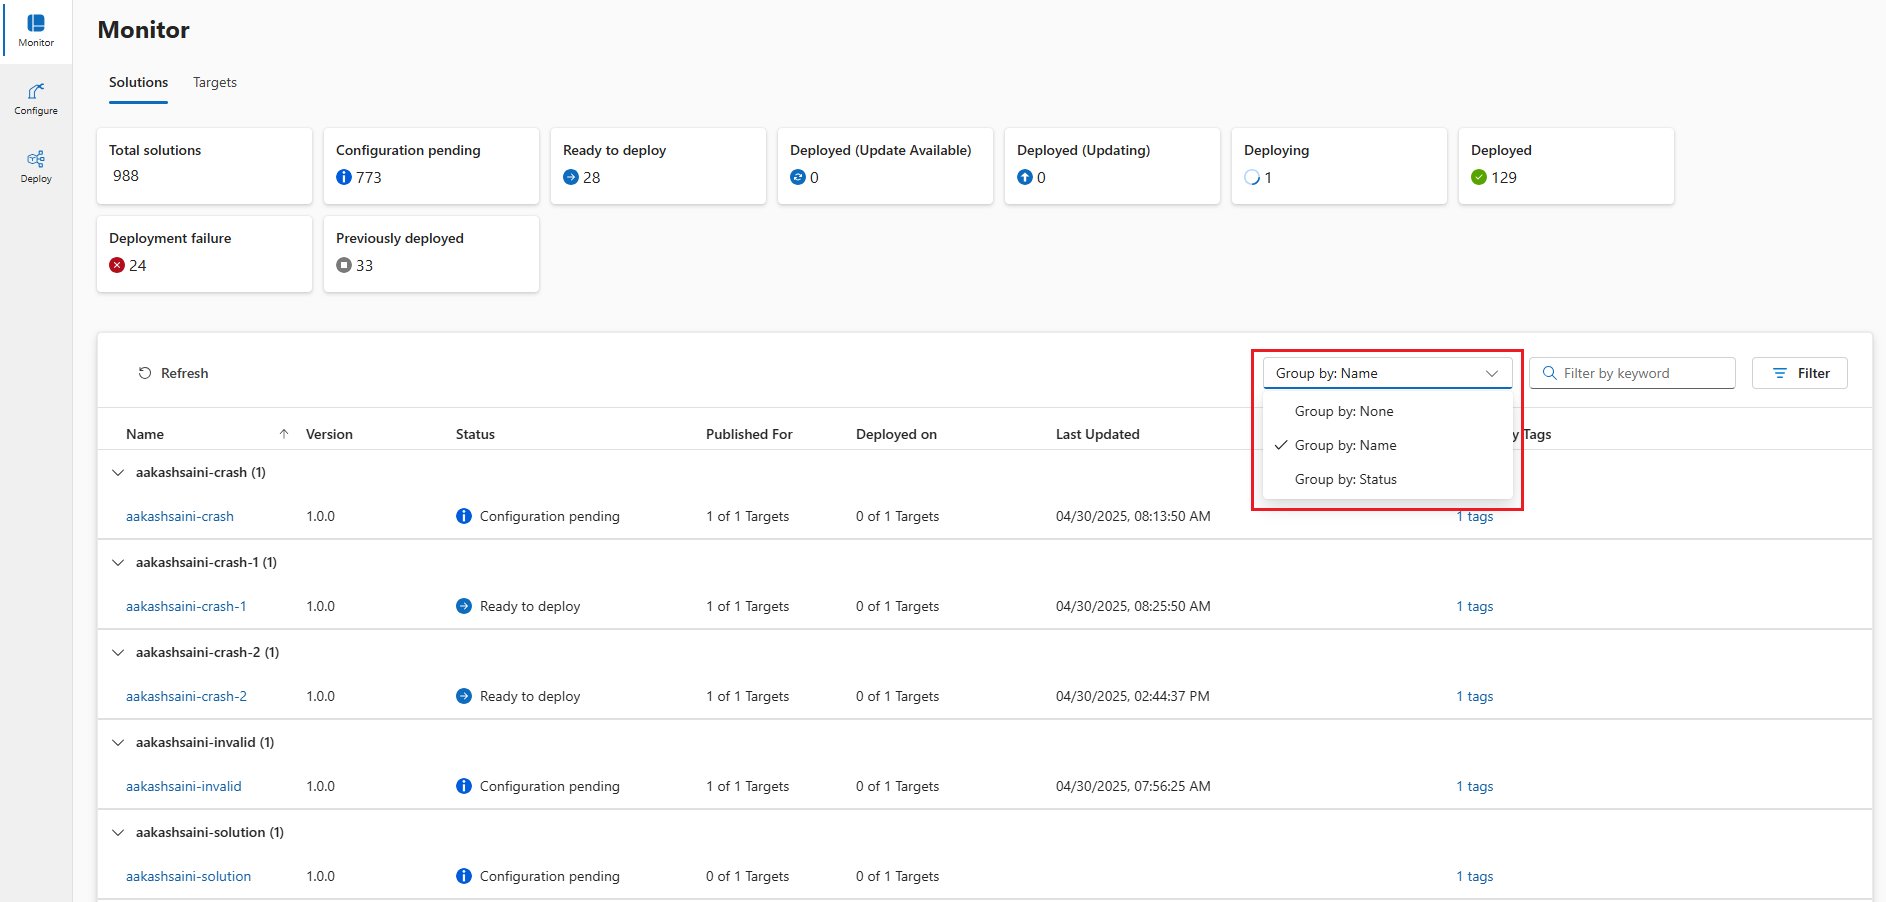 Monitor
Configure
Deploy
Monitor
Solutions Targets
Total solutions
988
Configuration pending
773
Ready to deploy
28
Deployed (Update Available)
0
Deployed (Updating)
0
Deploying
1
Deployed
129
Deployment failure
24
Previously deployed
33
Refresh
Group by: Name
Filter by keyword
Filter
Group by: None
Group by: Name
Group by: Status
Name Version Status Published For Deployed on Last Updated y Tags
aakashsaini-crash (1)
aakashsaini-crash 1.0.0 Configuration pending 1 of 1 Targets 0 of 1 Targets 04/30/2025, 08:13:50 AM 1 tags
aakashsaini-crash-1 (1)
aakashsaini-crash-1 1.0.0 Ready to deploy 1 of 1 Targets 0 of 1 Targets 04/30/2025, 08:25:50 AM 1 tags
aakashsaini-crash-2 (1)
aakashsaini-crash-2 1.0.0 Ready to deploy 1 of 1 Targets 0 of 1 Targets 04/30/2025, 02:44:37 PM 1 tags
aakashsaini-invalid (1)
aakashsaini-invalid 1.0.0 Configuration pending 1 of 1 Targets 0 of 1 Targets 04/30/2025, 07:56:25 AM 1 tags
aakashsaini-solution (1)
aakashsaini-solution 1.0.0 Configuration pending 0 of 1 Targets 0 of 1 Targets 1 tags